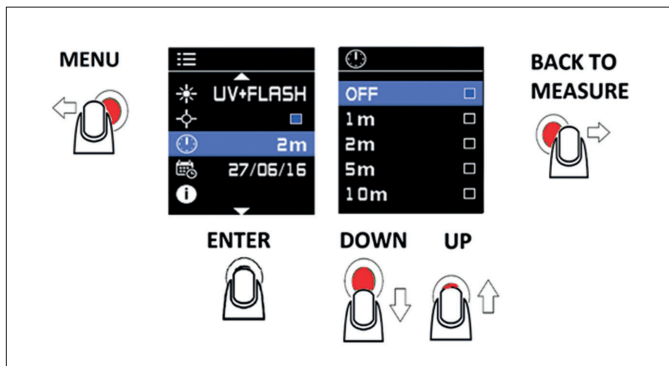 MENU
UV+FLASH
2m
27/06/16
OFF
1m
2m
5m
10m
BACK TO
MEASURE
ENTER
DOWN
UP